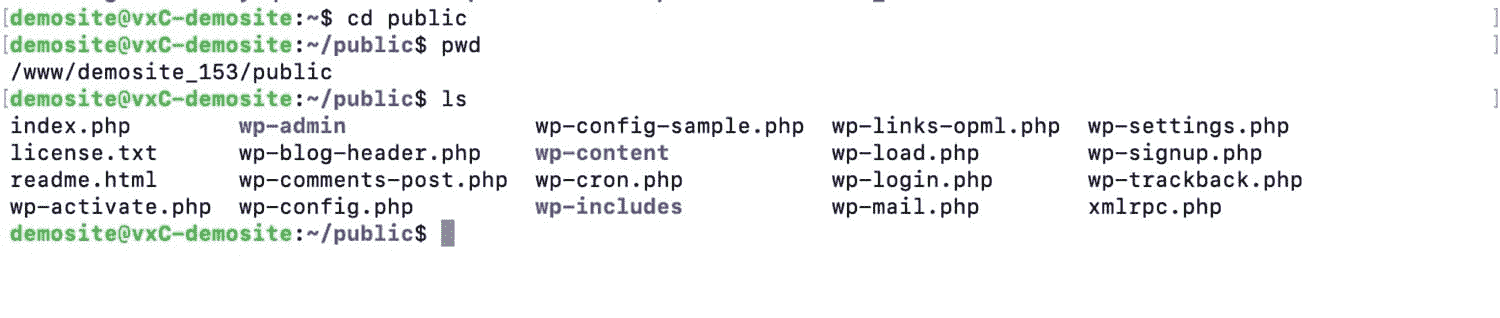 demosite@vxC-demosite:~$ cd public
demosite@vxC-demosite:~/public$ pwd
/www/demosite_153/public
demosite@vxC-demosite:~/public$ ls
index.php wp-admin wp-config-sample.php wp-links-opml.php wp-settings.php
license.txt wp-blog-header.php wp-content wp-load.php wp-signup.php
readme.html wp-comments-post.php wp-cron.php wp-login.php wp-trackback.php
wp-activate.php wp-config.php wp-includes wp-mail.php xmlrpc.php
demosite@vxC-demosite:~/public$